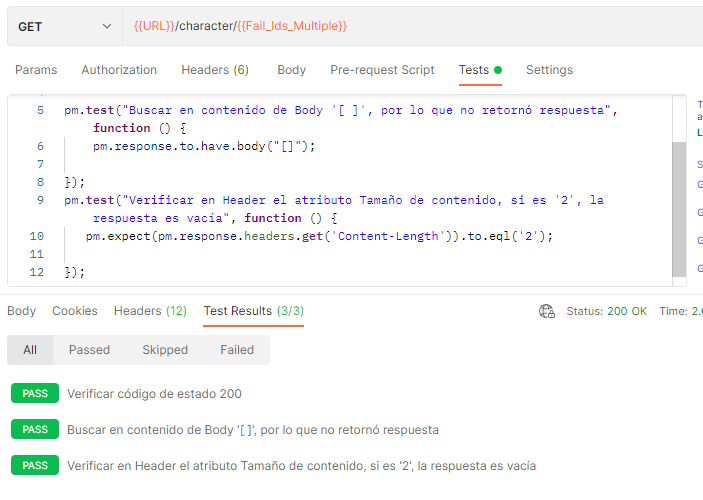 GET {{URL}}/character/{{Fail_Ids_Multiple}}
Params Authorization Headers (6) Body Pre-request Script Tests Settings
5 pm.test("Buscar en contenido de Body '[ ]', por lo que no retornó respuesta",
function () {
6 pm.response.to.have.body("[]");
7
8 });
9 pm.test("Verificar en Header el atributo Tamaño de contenido, si es '2', la
respuesta es vacía", function () {
10 pm.expect(pm.response.headers.get('Content-Length')).to.eql('2');
11
12 });
Body Cookies Headers (12) Test Results (3/3) Status: 200 OK Time: 2.
All Passed Skipped Failed
PASS Verificar código de estado 200
PASS Buscar en contenido de Body '[ ]', por lo que no retornó respuesta
PASS Verificar en Header el atributo Tamaño de contenido, si es '2', la respuesta es vacía